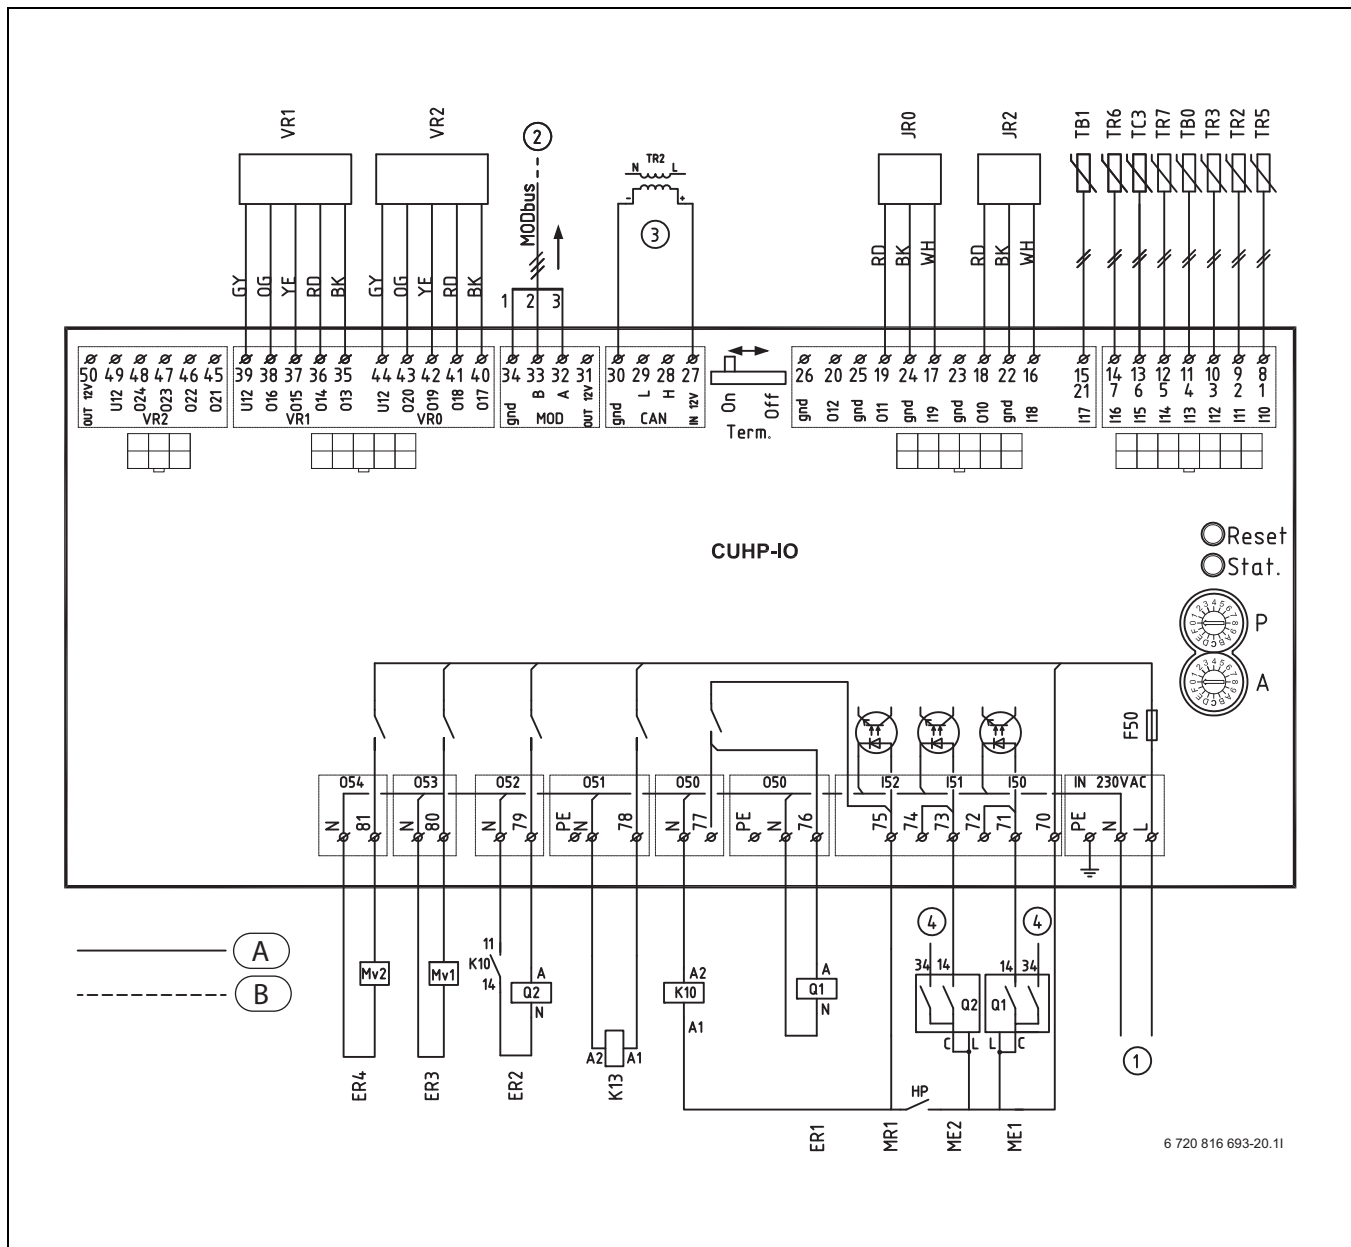 VR1 VR2 JR0 JR2 TB1 TR6 TC3 TR7 TB0 TR3 TR2 TR5
2
TR2
N L
- +
3
MODbus
GY OG YE RD BK GY OG YE RD BK
1 2 3
RD BK WH RD BK WH
50 49 48 47 46 45 39 38 37 36 35 44 43 42 41 40 34 33 32 31 30 29 28 27 26 20 25 19 24 17 23 18 22 16 15 14 13 12 11 10 9 8
21 7 6 5 4 3 2 1
OUT 12V U12 O24 O23 O22 O21 U12 O16 O15 O14 O13 U12 O20 O19 O18 O17 gnd B A OUT 12V gnd L H IN 12V gnd O12 gnd O11 gnd I19 gnd O10 gnd I18 I17 I16 I15 I14 I13 I12 I11 I10
VR2 VR1 VR0 MOD CAN
On Off
Term.
CUHP-IO
Reset
Stat.
P
A
F50
O54 O53 O52 O51 O50 O50 I52 I51 I50 IN 230VAC
N 81 N 80 N 79 PE N 78 N 77 PE N 76 75 74 73 72 71 70 PE N L
A
B
4 4
11
K10
14
34 14 14 34
Mv2 Mv1
A
Q2
N
A2
K10
A1
A
Q1
N
Q2 Q1
C L L C
A2 A1
1
HP
ER4 ER3 ER2 K13 ER1 MR1 ME2 ME1
6 720 816 693-20.1I